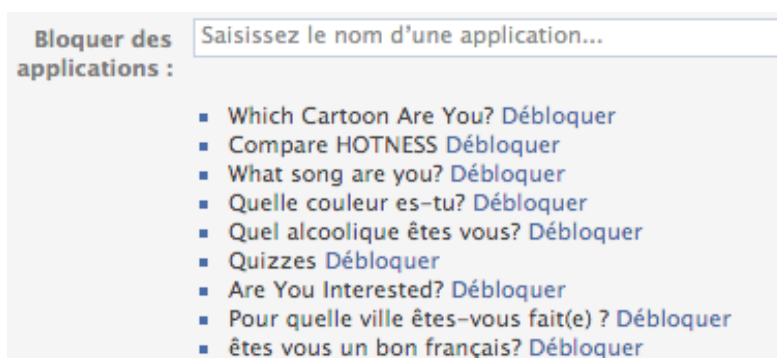 Bloquer des applications :
Saisissez le nom d'une application...
Which Cartoon Are You? Débloquer
Compare HOTNESS Débloquer
What song are you? Débloquer
Quelle couleur es-tu? Débloquer
Quel alcoolique êtes vous? Débloquer
Quizzes Débloquer
Are You Interested? Débloquer
Pour quelle ville êtes-vous fait(e) ? Débloquer
êtes vous un bon français? Débloquer